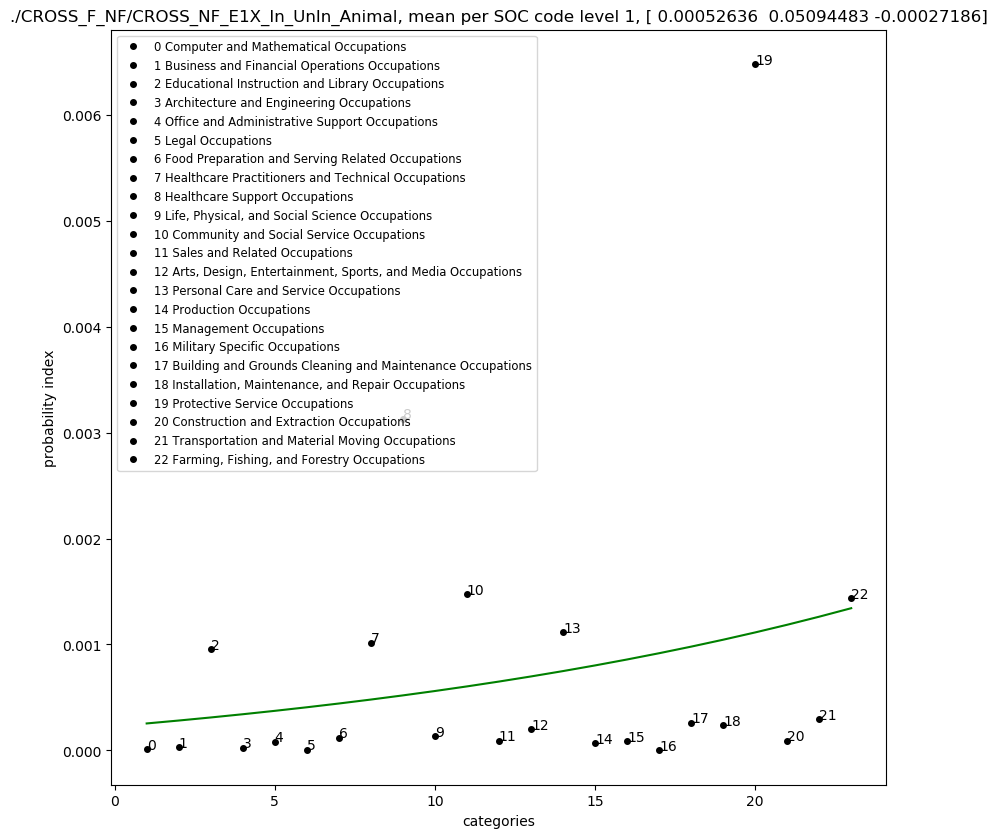 ./CROSS_F_NF/CROSS_NF_E1X_In_UnIn_Animal, mean per SOC code level 1, [ 0.00052636  0.05094483 -0.00027186]
0 Computer and Mathematical Occupations
1 Business and Financial Operations Occupations
2 Educational Instruction and Library Occupations
3 Architecture and Engineering Occupations
4 Office and Administrative Support Occupations
5 Legal Occupations
6 Food Preparation and Serving Related Occupations
7 Healthcare Practitioners and Technical Occupations
8 Healthcare Support Occupations
9 Life, Physical, and Social Science Occupations
10 Community and Social Service Occupations
11 Sales and Related Occupations
12 Arts, Design, Entertainment, Sports, and Media Occupations
13 Personal Care and Service Occupations
14 Production Occupations
15 Management Occupations
16 Military Specific Occupations
17 Building and Grounds Cleaning and Maintenance Occupations
18 Installation, Maintenance, and Repair Occupations
19 Protective Service Occupations
20 Construction and Extraction Occupations
21 Transportation and Material Moving Occupations
22 Farming, Fishing, and Forestry Occupations
probability index
0.006
0.005
0.004
0.003
0.002
0.001
0.000
0
1
2
3
4
5
6
7
8
9
10
11
12
13
14
15
16
17
18
19
20
21
22
0
5
10
15
20
categories